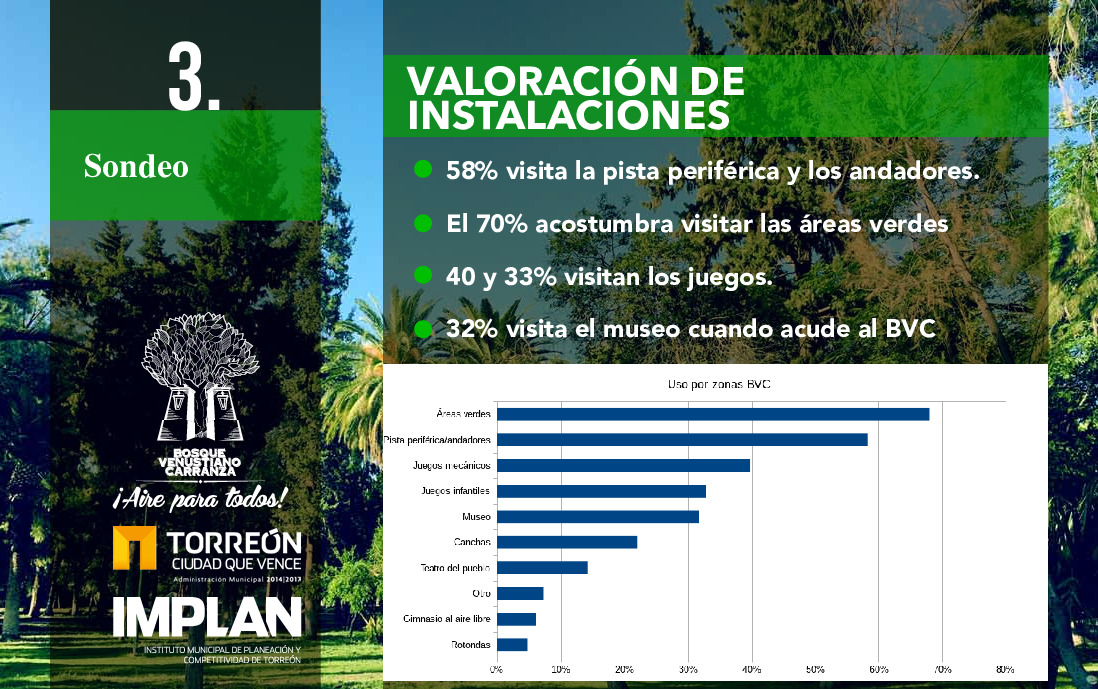 3.
Sondeo
BOSQUE
VENUSTIANO
CARRANZA
¡Aire para todos!
TORREÓN
CIUDAD QUE VENCE
Administración Municipal 2014|2017
IMPLAN
INSTITUTO MUNICIPAL DE PLANEACIÓN Y
COMPETITIVIDAD DE TORREÓN
VALORACIÓN DE
INSTALACIONES
58% visita la pista periférica y los andadores.
El 70% acostumbra visitar las áreas verdes
40 y 33% visitan los juegos.
32% visita el museo cuando acude al BVC
Uso por zonas BVC
Áreas verdes
Pista periférica/andadores
Juegos mecánicos
Juegos infantiles
Museo
Canchas
Teatro del pueblo
Otro
Gimnasio al aire libre
Rotondas
0% 10% 20% 30% 40% 50% 60% 70% 80%